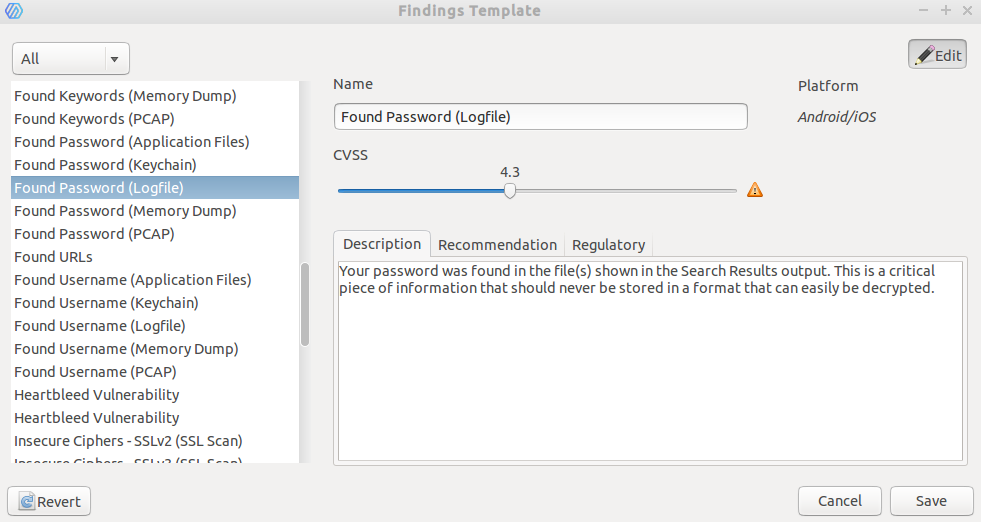 Findings Template
All
Edit
Found Keywords (Memory Dump)
Found Keywords (PCAP)
Found Password (Application Files)
Found Password (Keychain)
Found Password (Logfile)
Found Password (Memory Dump)
Found Password (PCAP)
Found URLs
Found Username (Application Files)
Found Username (Keychain)
Found Username (Logfile)
Found Username (Memory Dump)
Found Username (PCAP)
Heartbleed Vulnerability
Heartbleed Vulnerability
Insecure Ciphers - SSLv2 (SSL Scan)
Insecure Ciphers - SSLv3 (SSL Scan)
Name
Platform
Found Password (Logfile)
Android/iOS
CVSS
4.3
Description Recommendation Regulatory
Your password was found in the file(s) shown in the Search Results output. This is a critical
piece of information that should never be stored in a format that can easily be decrypted.
Revert
Cancel
Save